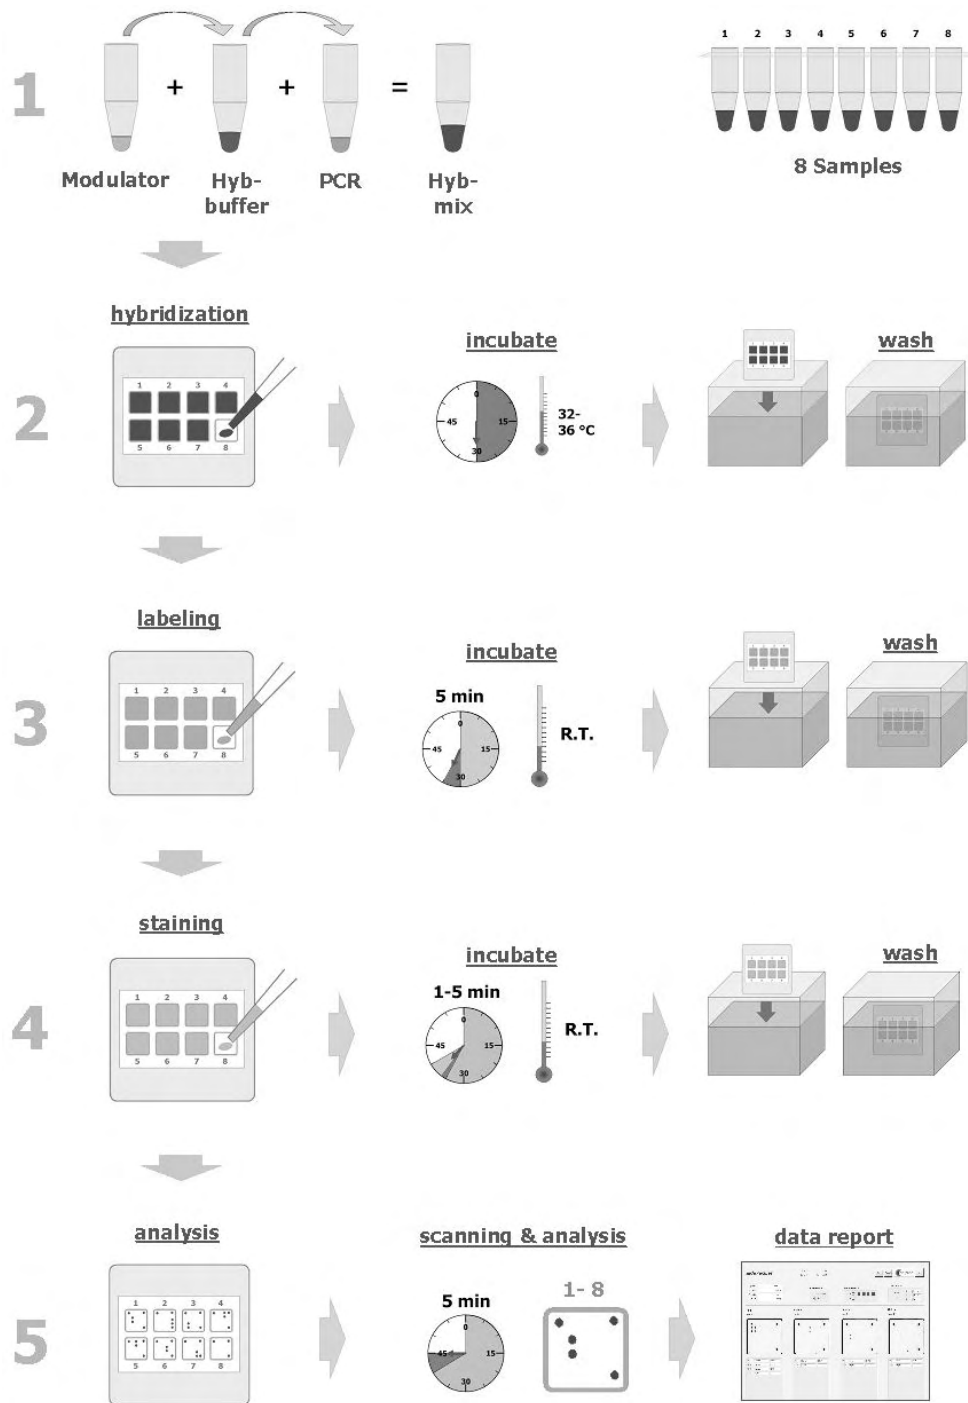 1
Modulator + Hyb-buffer + PCR = Hyb-mix
1 2 3 4 5 6 7 8
8 Samples
2
hybridization
1 2 3 4
5 6 7 8
incubate
0
45 15
30
32-
36 °C
wash
3
labeling
1 2 3 4
5 6 7 8
incubate
5 min
0
45 15
30
R.T.
wash
4
staining
1 2 3 4
5 6 7 8
incubate
1-5 min
0
45 15
30
R.T.
wash
5
analysis
1 2 3 4
5 6 7 8
scanning & analysis
5 min
0
45 15
30
1- 8
data report